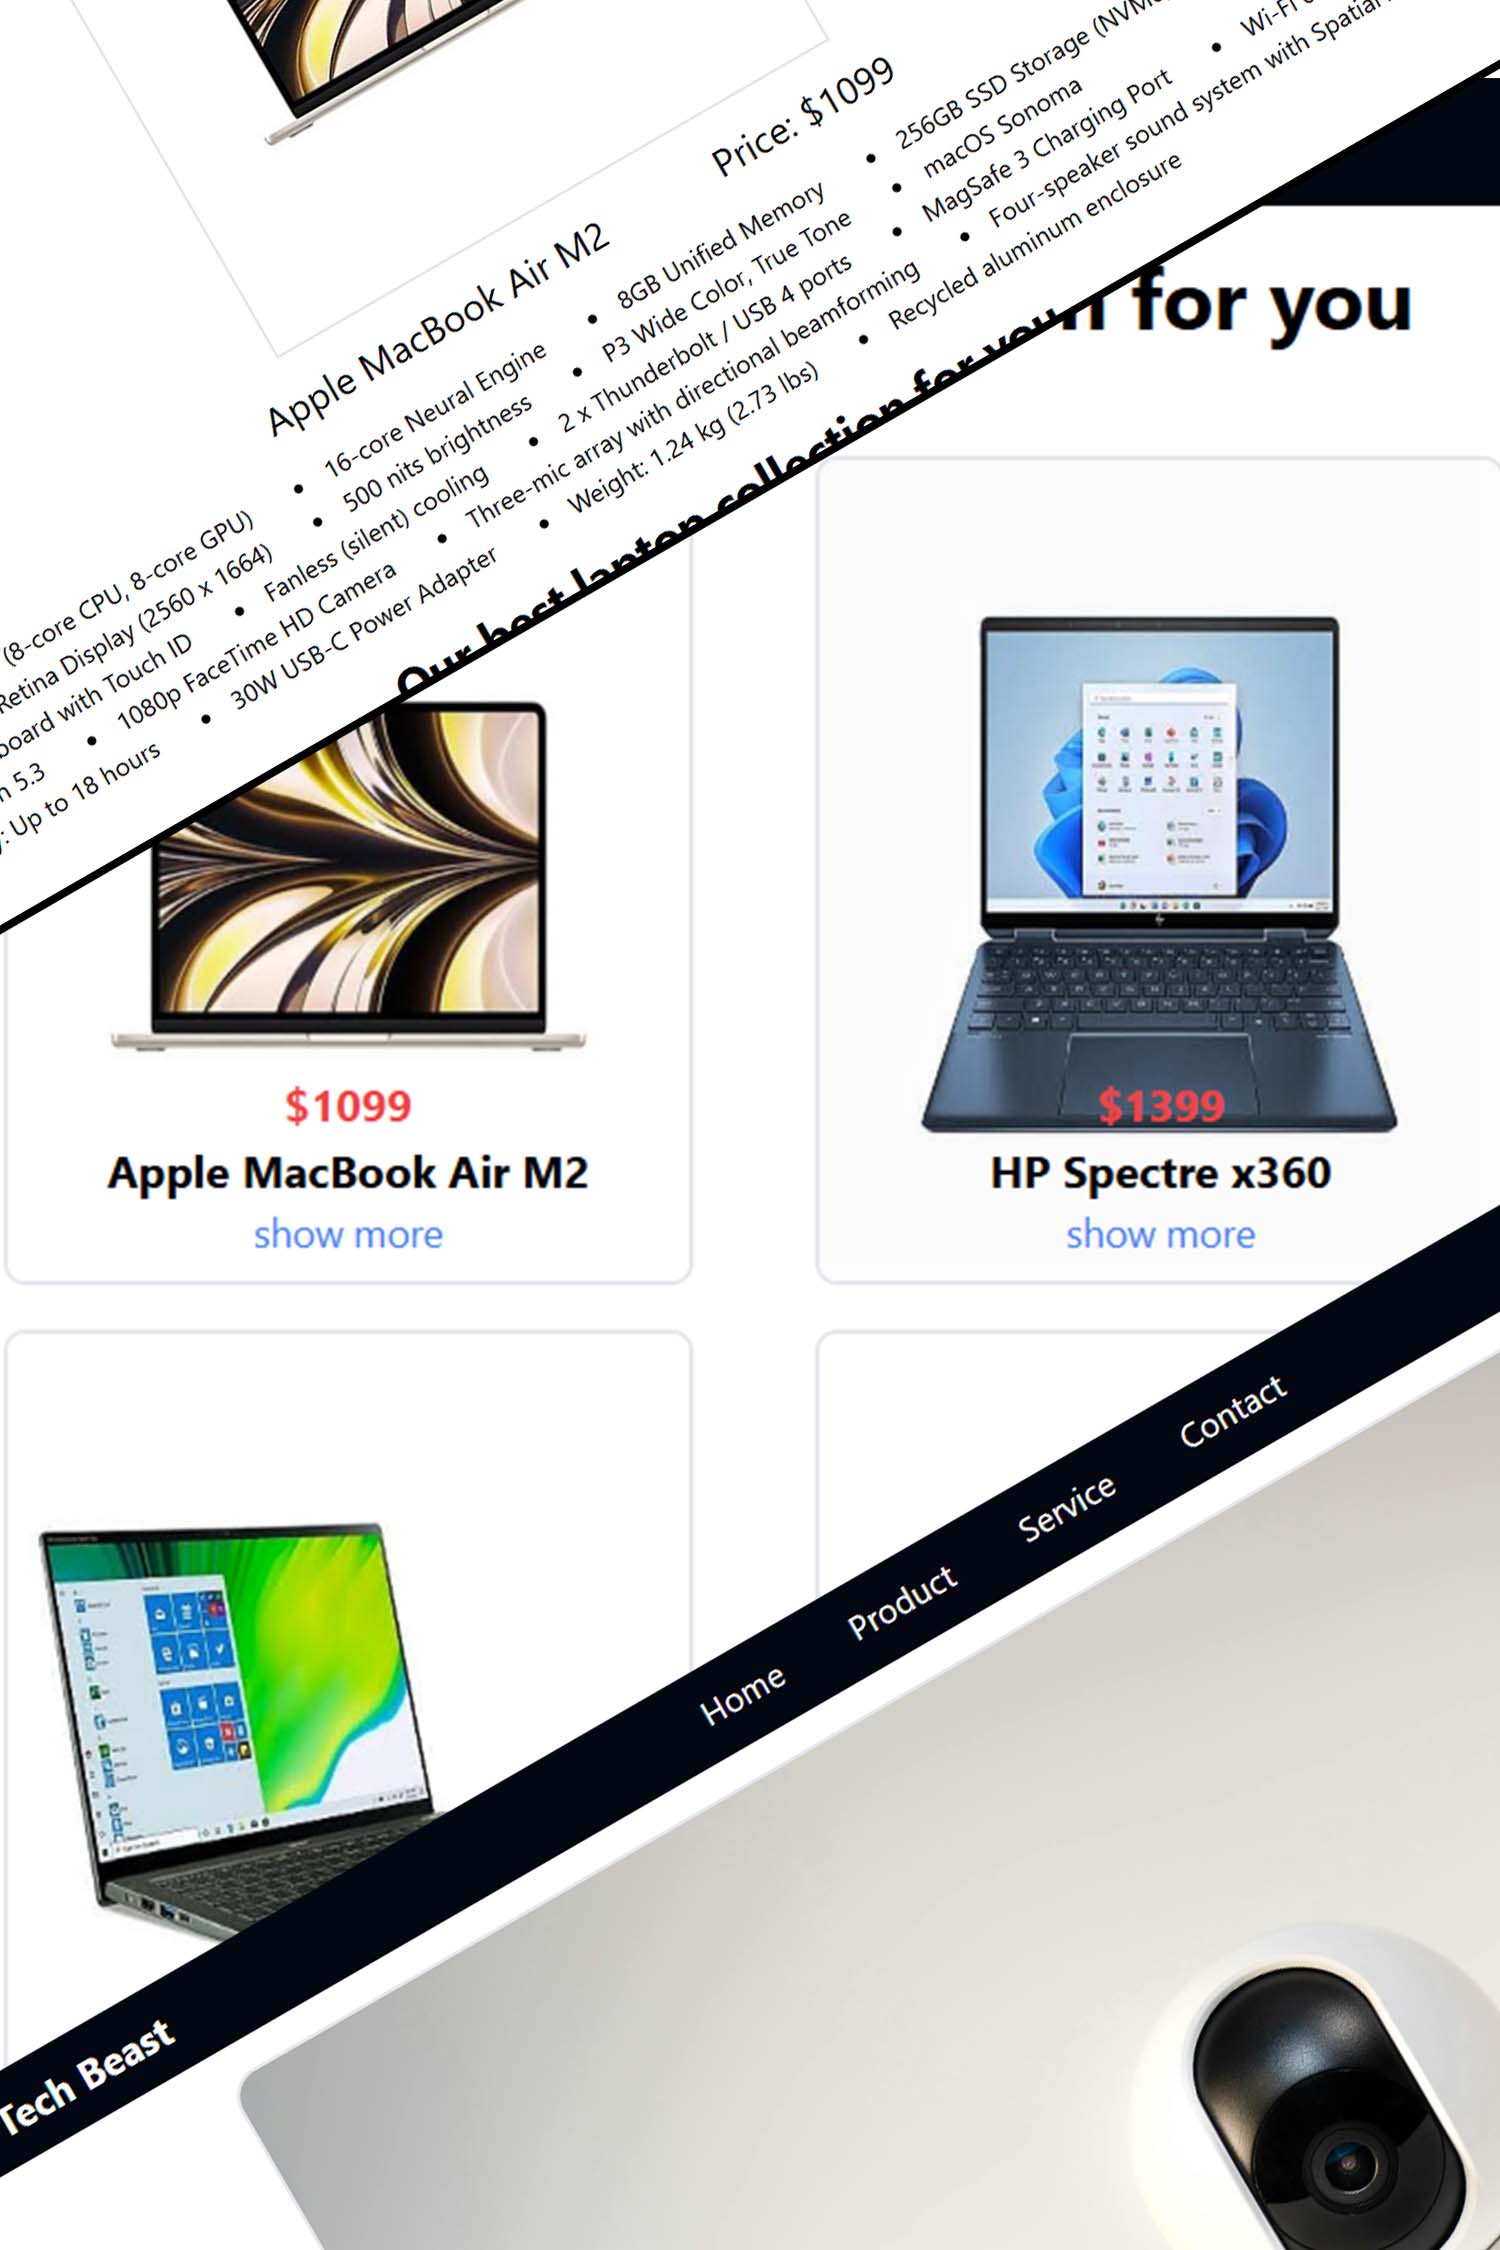 Apple MacBook Air M2
Price: $1099
(8-core CPU, 8-core GPU) • 16-core Neural Engine • 8GB Unified Memory • 256GB SSD Storage
Retina Display (2560 x 1664) • 500 nits brightness • P3 Wide Color, True Tone • macOS Sonoma
with Touch ID • Fanless (silent) cooling • 2 x Thunderbolt / USB 4 ports • MagSafe 3 Charging Port •
5.3 • 1080p FaceTime HD Camera • Three-mic array with directional beamforming • Four-speaker sound system with
Up to 18 hours • 30W USB-C Power Adapter • Weight: 1.24 kg (2.73 lbs) • Recycled aluminum enclosure
Our best laptop collection for you
for you
$1099
Apple MacBook Air M2
show more
$1399
HP Spectre x360
show more
Tech Beast
Home
Product
Service
Contact